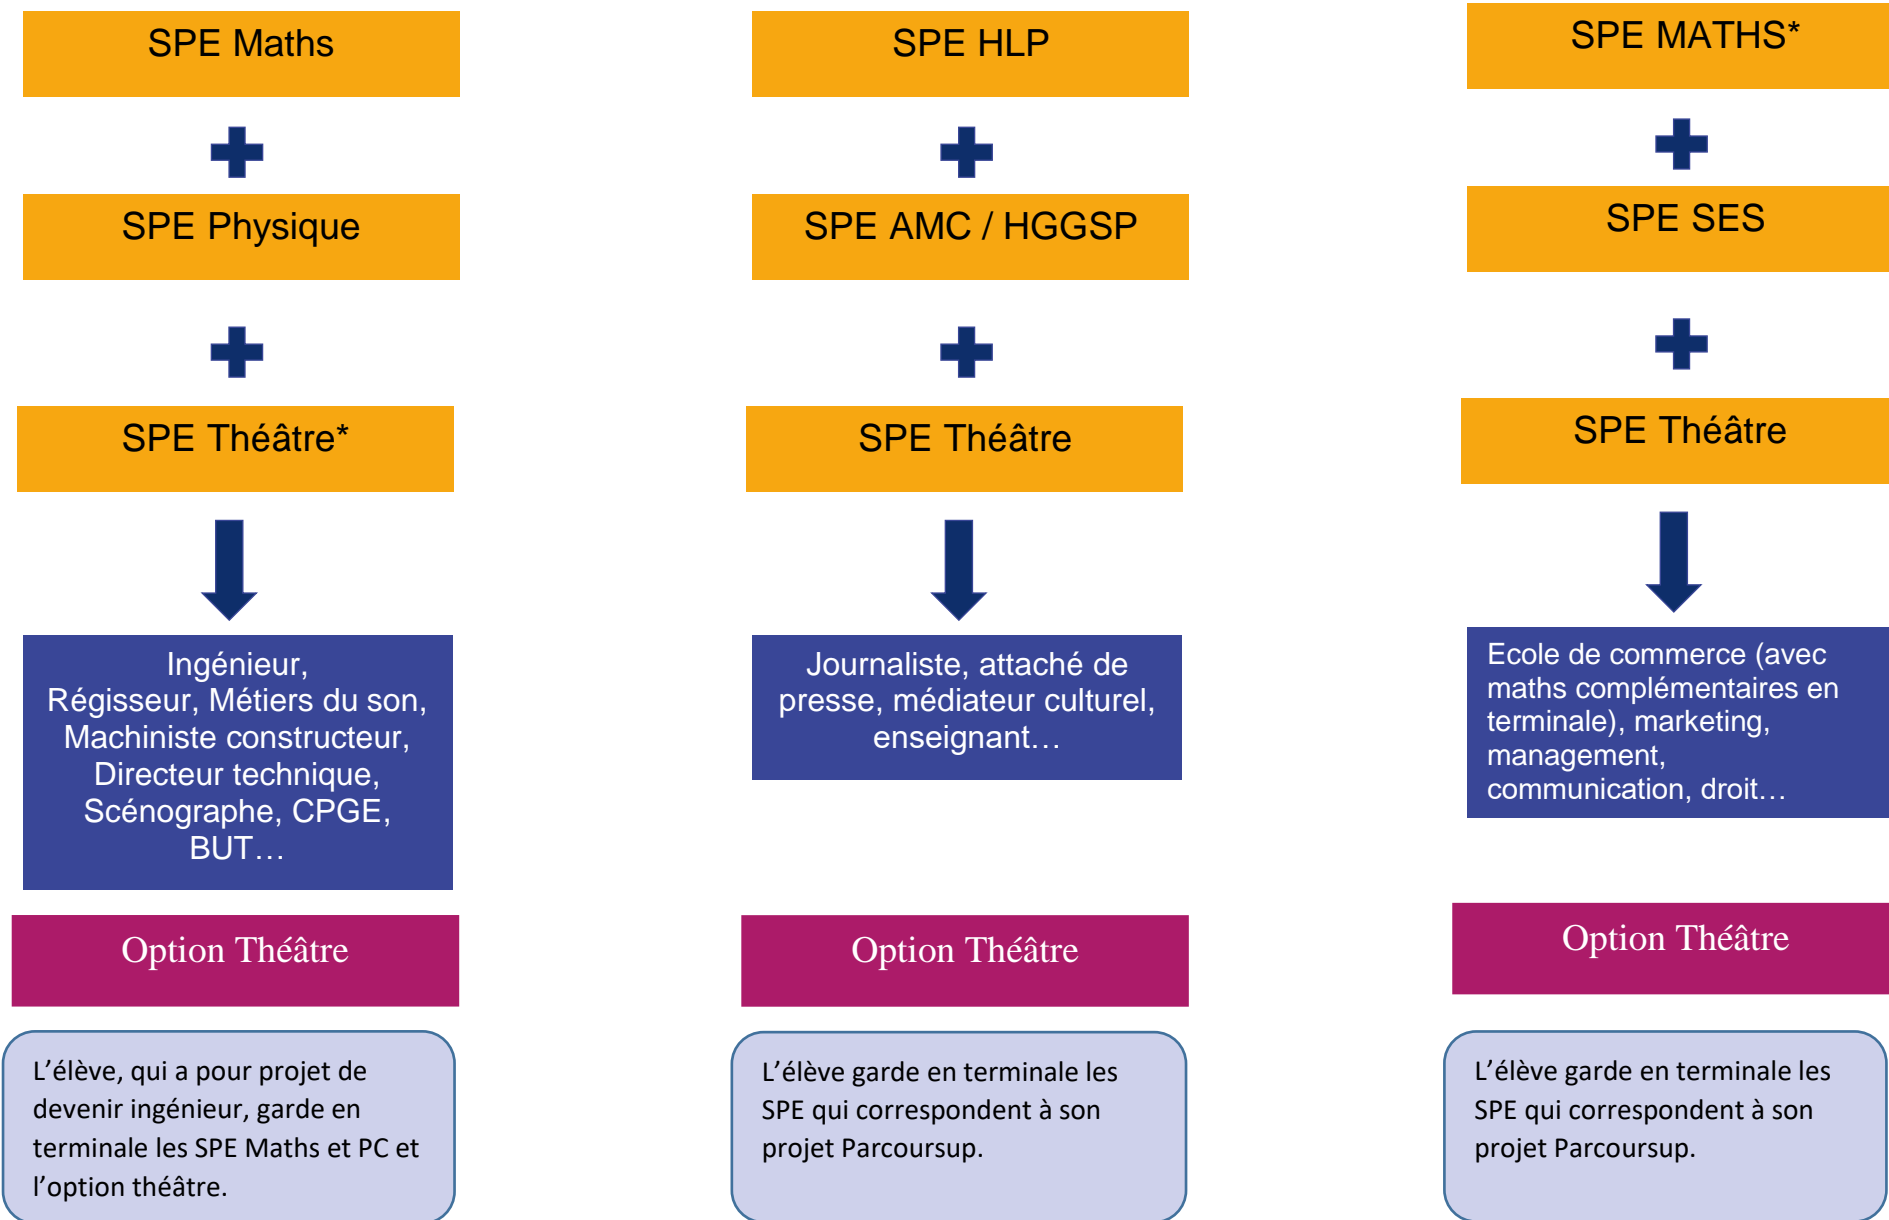 SPE Maths
SPE Physique
SPE Théâtre*
Ingénieur,
Régisseur, Métiers du son,
Machiniste constructeur,
Directeur technique,
Scénographe, CPGE,
BUT…
Option Théâtre
L’élève, qui a pour projet de
devenir ingénieur, garde en
terminale les SPE Maths et PC et
l’option théâtre.
SPE HLP
SPE AMC / HGGSP
SPE Théâtre
Journaliste, attaché de
presse, médiateur culturel,
enseignant…
Option Théâtre
L’élève garde en terminale les
SPE qui correspondent à son
projet Parcoursup.
SPE MATHS*
SPE SES
SPE Théâtre
Ecole de commerce (avec
maths complémentaires en
terminale), marketing,
management,
communication, droit…
Option Théâtre
L’élève garde en terminale les
SPE qui correspondent à son
projet Parcoursup.